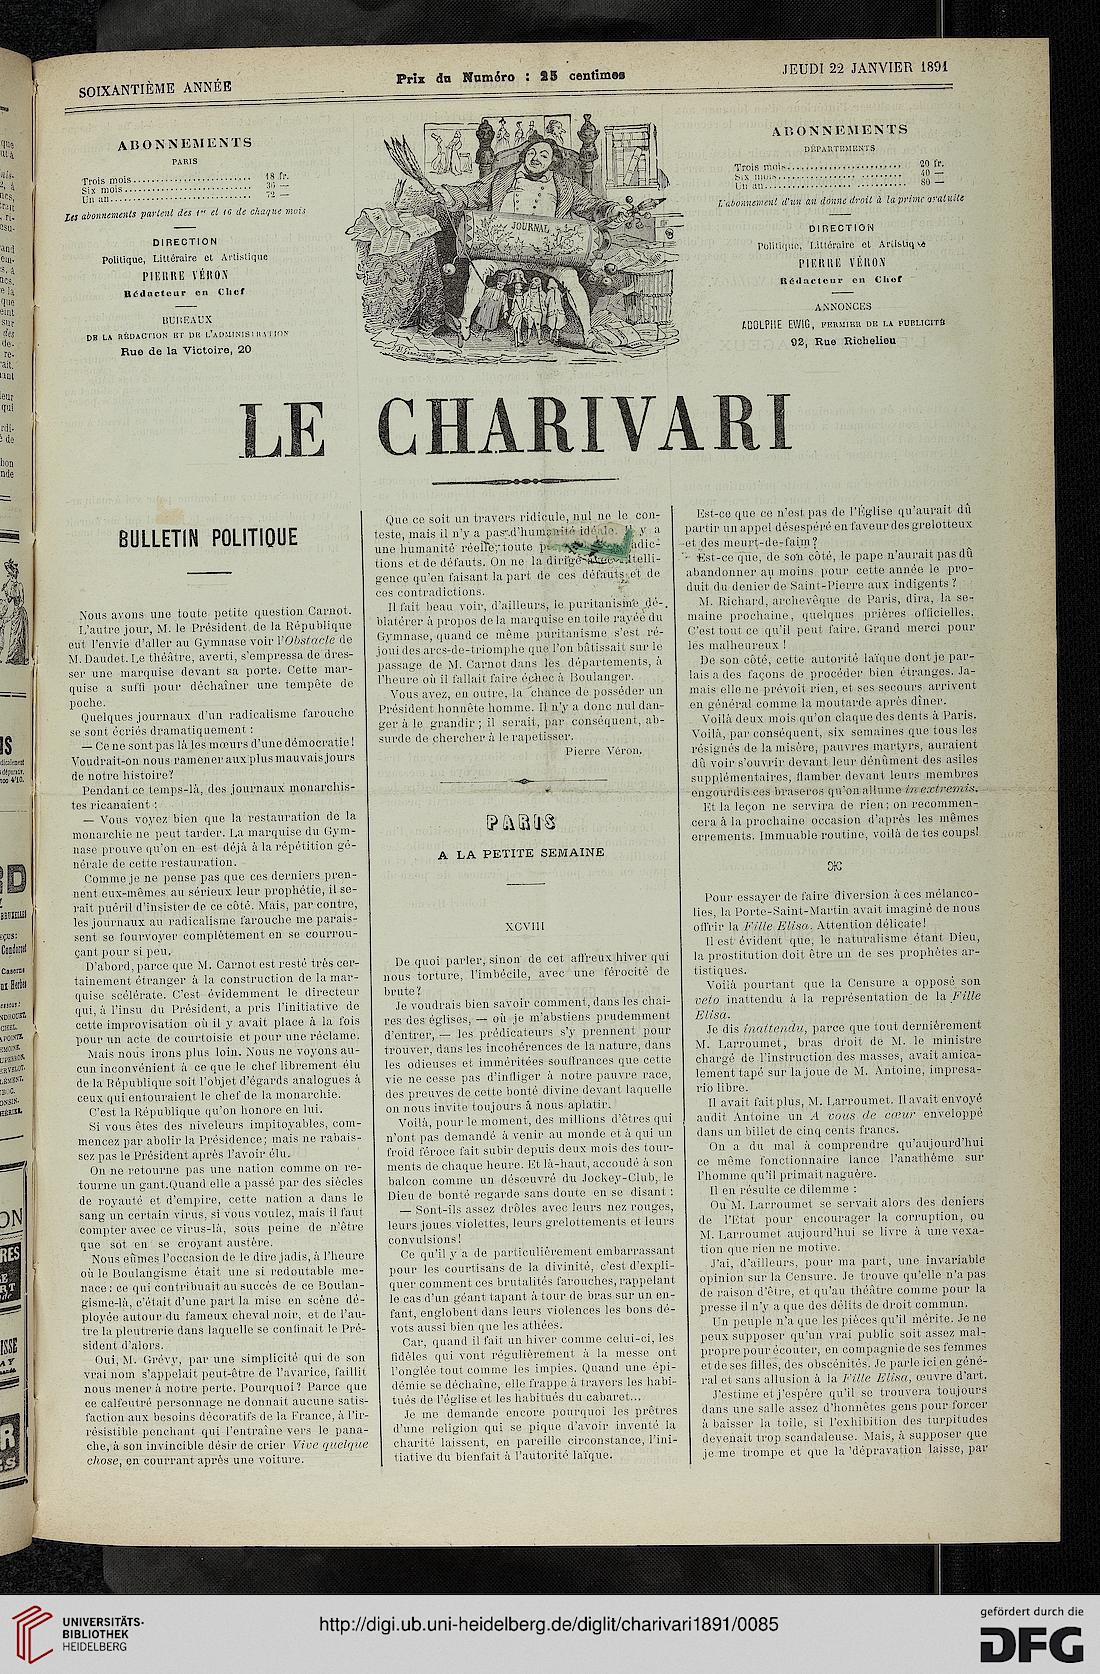 SOIXANTIÈME ANNÉE
Prix du Numéro : 25 centimes
JEUDI 22 JANVIER 1891
ABONNEMENTS
PARIS
Trois mois........................... 18 fr.
Six mois........................... 36 —
Un an........................... 72 —
Les abonnements partent des 1er et 16 de chaque mois
DIRECTION
Politique, Littéraire et Artistique
PIERRE VÉRON
Rédacteur en Chef
BUREAUX
DE LA RÉDACTION ET DE L'ADMINISTRATION
Rue de la Victoire, 20
JOURNAL
ABONNEMENTS
DÉPARTEMENTS
Trois mois........................... 20 fr.
Six mois........................... 40 —
Un an........................... 80 —
L'abonnement d'un an donne droit à la prime gratuite
DIRECTION
Politique, Littéraire et Artistique
PIERRE VÉRON
Rédacteur en Chef
ANNONCES
ADOLPHE EWIG, FERMIER DE LA PUBLICITÉ
92, Rue Richelieu
LE CHARIVARI
BULLETIN POLITIQUE
Nous avons une toute petite question Carnot.
L'autre jour, M. le Président de la République
eut l'envie d'aller au Gymnase voir l'Obstacle de
M. Daudet. Le théâtre, averti, s'empressa de dres-
ser une marquise devant sa porte. Cette mar-
quise a suffi pour déchaîner une tempête de
poche.
Quelques journaux d'un radicalisme farouche
se sont écriés dramatiquement :
— Ce ne sont pas là les mœurs d'une démocratie !
Voudrait-on nous ramener aux plus mauvais jours
de notre histoire?
Pendant ce temps-là, des journaux monarchis-
tes ricanaient :
— Vous voyez bien que la restauration de la
monarchie ne peut tarder. La marquise du Gym-
nase prouve qu'on en est déjà à la répétition gé-
nérale de cette restauration.
Comme je ne pense pas que ces derniers pren-
nent eux-mêmes au sérieux leur prophétie, il se-
rait puéril d'insister de ce côté. Mais, par contre,
les journaux au radicalisme farouche me parais-
sent se fourvoyer complètement en se courrou-
çant pour si peu.
D'abord, parce que M. Carnot est resté très cer-
tainement étranger à la construction de la mar-
quise scélérate. C'est évidemment le directeur
qui, à l'insu du Président, a pris l'initiative de
cette improvisation où il y avait place à la fois
pour un acte de courtoisie et pour une réclame.
Mais nous irons plus loin. Nous ne voyons au-
cun inconvénient à ce que le chef librement élu
de la République soit l'objet d'égards analogues à
ceux qui entouraient le chef de la monarchie.
C'est la République qu'on honore en lui.
Si vous êtes des niveleurs impitoyables, com-
mencez par abolir la Présidence; mais ne rabais-
sez pas le Président après l'avoir élu.
On ne retourne pas une nation comme on re-
tourne un gant. Quand elle a passé par des siècles
de royauté et d'empire, cette nation a dans le
sang un certain virus, si vous voulez, mais il faut
compter avec ce virus-là, sous peine de n'être
que sot en se croyant austère.
Nous eûmes l'occasion de le dire jadis, à l'heure
où le Boulangisme était une si redoutable me-
nace : ce qui contribuait au succès de ce Boulan-
gisme-là, c'était d'une part la mise en scène dé-
ployée autour du fameux cheval noir, et de l'au-
tre la pleutrerie dans laquelle se confinait le Pré-
sident d'alors.
Oui, M. Grévy, par une simplicité qui de son
vrai nom s'appelait peut-être de l'avarice, faillit
nous mener à notre perte. Pourquoi ? Parce que
ce calfeutré personnage ne donnait aucune satis-
faction aux besoins décoratifs de la France, à l'ir-
résistible penchant qui l'entraîne vers le pana-
che, à son invincible désir de crier Vive quelque
chose, en courrant après une voiture.
Que ce soit un travers ridicule, nul ne le con-
teste, mais il n'y a pas d'humanité idéale. Il y a
une humanité réelle, toute
tions et de défauts. On ne la dirige
gence qu'en faisant la part de ces défauts et de
ces contradictions.
Il fait beau voir, d'ailleurs, le puritanisme dé-
blatérer à propos de la marquise en toile rayée du
Gymnase, quand ce même puritanisme s'est ré-
joui des arcs-de-triomphe que l'on bâtissait sur le
passage de M. Carnot dans les départements, à
l'heure où il fallait faire échec à Boulanger.
Vous avez, en outre, la chance de posséder un
Président honnête homme. Il n'y a donc nul dan-
ger à le grandir ; il serait, par conséquent, ab-
surde de chercher à le rapetisser.
Pierre Véron.
PARIS
A LA PETITE SEMAINE
XCVIII
De quoi parler, sinon de cet affreux hiver qui
nous torture, l'imbécile, avec une férocité de
brute?
Je voudrais bien savoir comment, dans les chai-
res des églises, — où je m'abstiens prudemment
d'entrer, — les prédicateurs s'y prennent pour
trouver, dans les incohérences de la nature, dans
les odieuses et imméritées souffrances que cette
vie ne cesse pas d'infliger à notre pauvre race,
des preuves de cette bonté divine devant laquelle
on nous invite toujours à nous aplatir.
Voilà, pour le moment, des millions d'êtres qui
n'ont pas demandé à venir au monde et à qui un
froid féroce fait subir depuis deux mois des tour-
ments de chaque heure. Et là-haut, accoudé à son
balcon comme un désœuvré du Jockey-Club, le
Dieu de bonté regarde sans doute en se disant :
— Sont-ils assez drôles avec leurs nez rouges,
leurs joues violettes, leurs grelottements et leurs
convulsions!
Ce qu'il y a de particulièrement embarrassant
pour les courtisans de la divinité, c'est d'expli-
quer comment ces brutalités farouches, rappelant
le cas d'un géant tapant à tour de bras sur un en-
fant, englobent dans leurs violences les bons dé-
vots aussi bien que les athées.
Car, quand il fait un hiver comme celui-ci, les
fidèles qui vont régulièrement à la messe ont
l'onglée tout comme les impies. Quand une épi-
démie se déchaîne, elle frappe à travers les habi-
tués de l'église et les habitués du cabaret...
Je me demande encore pourquoi les prêtres
d'une religion qui se pique d'avoir inventé la
charité laissent, en pareille circonstance, l'ini-
tiative du bienfait à l'autorité laïque.
Est-ce que ce n'est pas de l'Église qu'aurait dû
partir un appel désespéré en faveur des grelotteux
et des meurt-de-faim ?
Est-ce que, de son côté, le pape n'aurait pas dû
abandonner au moins pour cette année le pro-
duit du denier de Saint-Pierre aux indigents ?
M. Richard, archevêque de Paris, dira, la se-
maine prochaine, quelques prières officielles.
C'est tout ce qu'il peut faire. Grand merci pour
les malheureux !
De son côté, cette autorité laïque dont je par-
lais a des façons de procéder bien étranges. Ja-
mais elle ne prévoit rien, et ses secours arrivent
en général comme la moutarde après dîner.
Voilà deux mois qu'on claque des dents à Paris.
Voilà, par conséquent, six semaines que tous les
résignés de la misère, pauvres martyrs, auraient
dû voir s'ouvrir devant leur dénûment des asiles
supplémentaires, flamber devant leurs membres
engourdis ces braseros qu'on allume in extremis.
Et la leçon ne servira de rien; on recommen-
cera à la prochaine occasion d'après les mêmes
errements. Immuable routine, voilà de tes coups!
Pour essayer de faire diversion à ces mélanco-
lies, la Porte-Saint-Martin avait imaginé de nous
offrir la Fille Elisa. Attention délicate!
Il est évident que, le naturalisme étant Dieu,
la prostitution doit être un de ses prophètes ar-
tistiques.
Voilà pourtant que la Censure a opposé son
veto inattendu à la représentation de la Fille
Elisa.
Je dis inattendu, parce que tout dernièrement
M. Larroumet, bras droit de M. le ministre
chargé de l'instruction des masses, avait amica-
lement tapé sur la joue de M. Antoine, impresa-
rio libre.
Il avait fait plus, M. Larroumet. Il avait envoyé
audit Antoine un A vous de cœur enveloppé
dans un billet de cinq cents francs.
On a du mal à comprendre qu'aujourd'hui
ce même fonctionnaire lance l'anathème sur
l'homme qu'il primait naguère.
Il en résulte ce dilemme :
Ou M. Larroumet se servait alors des deniers
de l'Etat pour encourager la corruption, ou
M. Larroumet aujourd'hui se livre à une vexa-
tion que rien ne motive.
J'ai, d'ailleurs, pour ma part, une invariable
opinion sur la Censure. Je trouve qu'elle n'a pas
de raison d'être, et qu'au théâtre comme pour la
presse il n'y a que des délits de droit commun.
Un peuple n'a que les pièces qu'il mérite. Je ne
peux supposer qu'un vrai public soit assez mal-
propre pour écouter, en compagnie de ses femmes
et de ses filles, des obscénités. Je parle ici en géné-
ral et sans allusion à la Fille Elisa, œuvre d'art.
J'estime et j'espère qu'il se trouvera toujours
dans une salle assez d'honnêtes gens pour forcer
à baisser la toile, si l'exhibition des turpitudes
devenait trop scandaleuse. Mais, à supposer que
je me trompe et que la dépravation laisse, par
UNIVERSITÄTS-
BIBLIOTHEK
HEIDELBERG
http://digi.ub.uni-heidelberg.de/diglit/charivari1891/0085
gefördert durch die
DFG